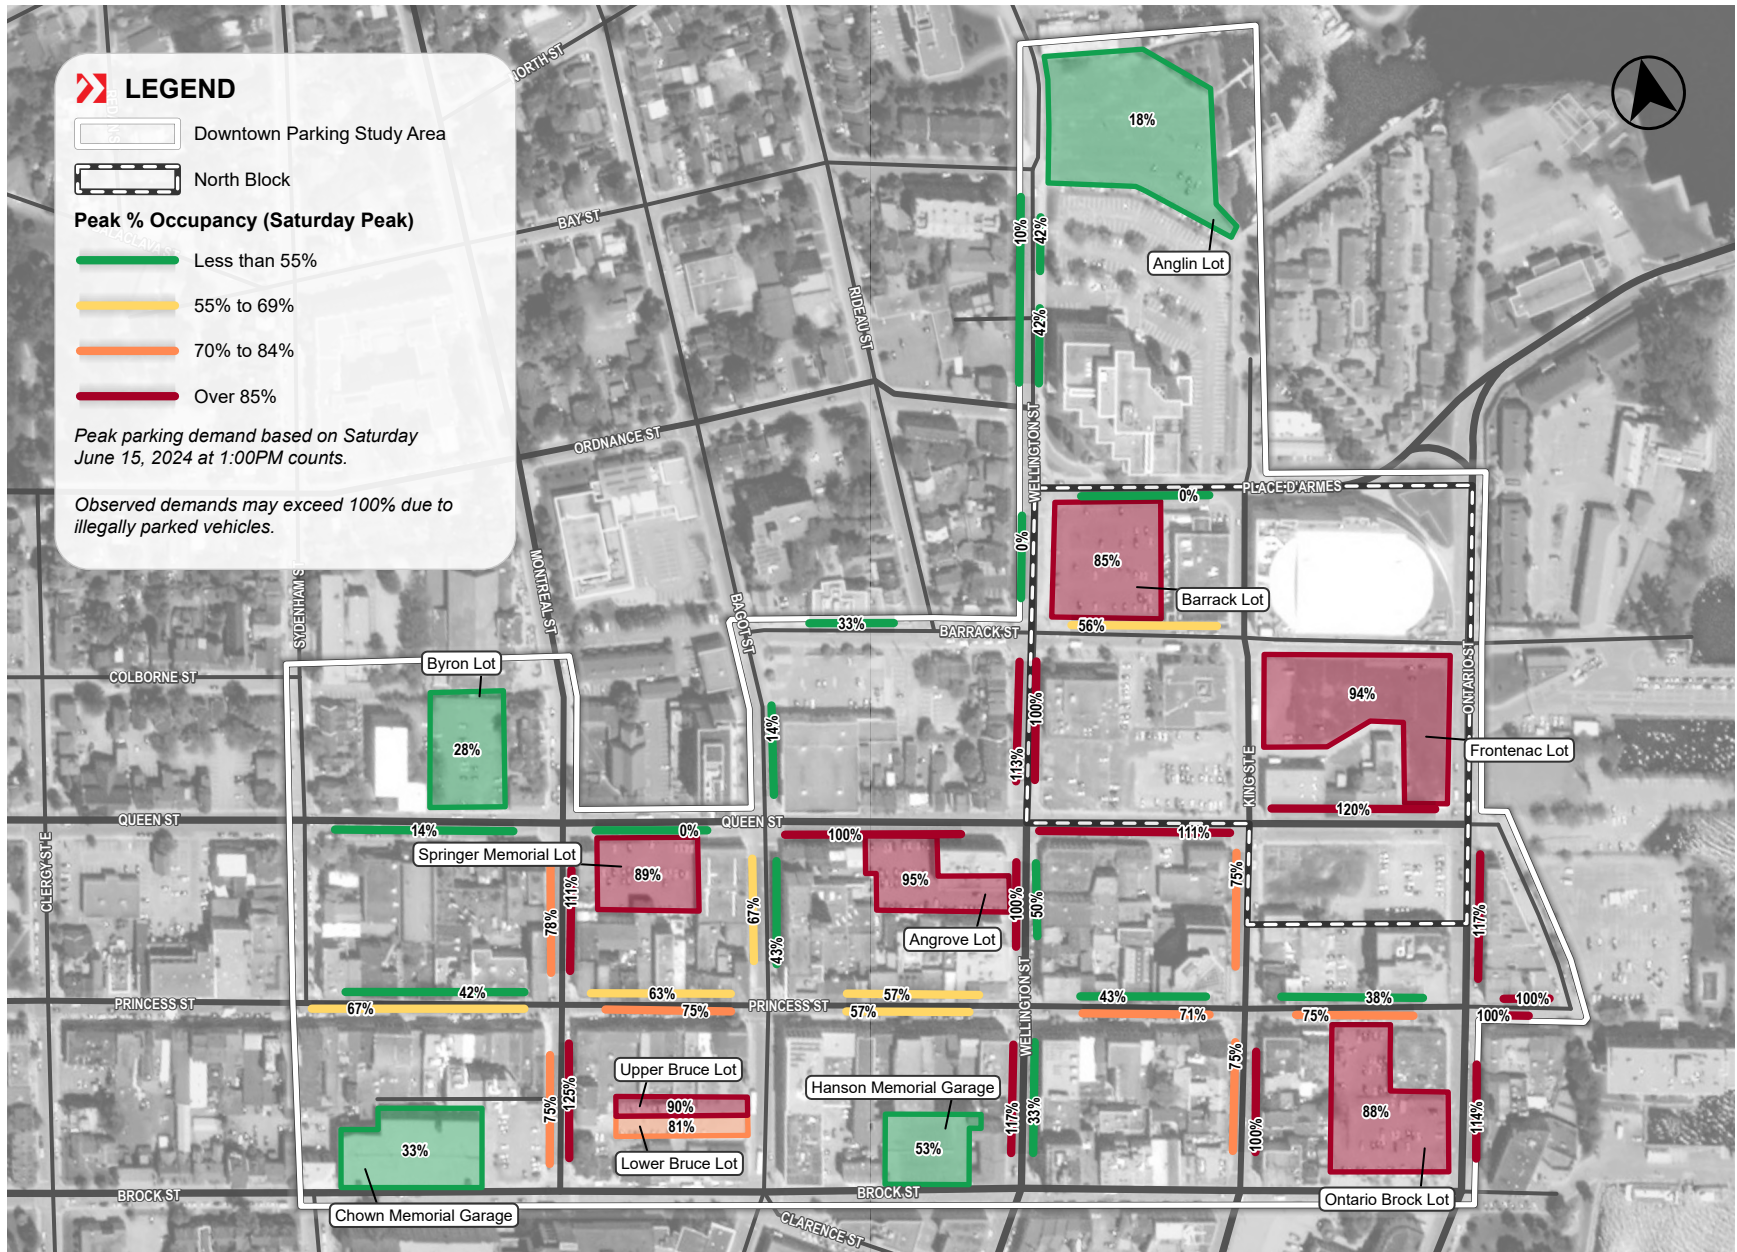 LEGEND
Downtown Parking Study Area
North Block
Peak % Occupancy (Saturday Peak)
Less than 55%
55% to 69%
70% to 84%
Over 85%
Peak parking demand based on Saturday
June 15, 2024 at 1:00PM counts.
Observed demands may exceed 100% due to
illegally parked vehicles.
NORTH ST
BAY ST
RIDEAU ST
ORDNANCE ST
MONTREAL ST
SYDENHAM S
BAGOT ST
18%
Anglin Lot
10%
42%
42%
WELLINGTON ST
PLACE D'ARMES
0%
0%
85%
Barrack Lot
56%
33%
BARRACK ST
COLBORNE ST
Byron Lot
28%
14%
100%
113%
94%
ONTARIO ST
Frontenac Lot
KING ST E
120%
QUEEN ST
14%
0%
QUEEN ST
100%
111%
CLERGY ST E
Springer Memorial Lot
89%
78%
111%
67%
43%
95%
Angrove Lot
100%
50%
75%
117%
WELLINGTON ST
PRINCESS ST
42%
67%
63%
75%
PRINCESS ST
57%
57%
43%
71%
38%
75%
100%
100%
75%
125%
Upper Bruce Lot
90%
81%
Lower Bruce Lot
Hanson Memorial Garage
53%
117%
33%
75%
100%
88%
114%
Ontario Brock Lot
33%
Chown Memorial Garage
BROCK ST
BROCK ST
CLARENCE ST